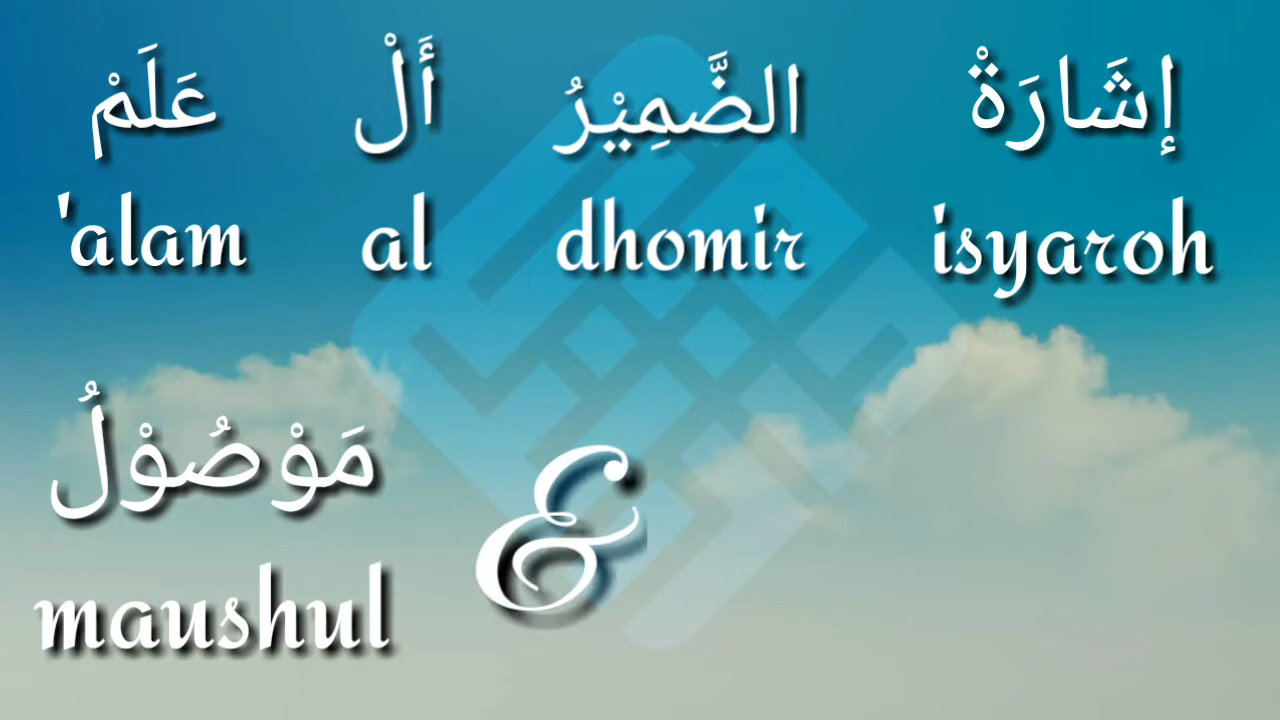 عَلَمْ أَلْ الضَّمِيْرُ إشَارَةْ
'alam al dhomir isyaroh
مَوْصُوْلُ
&
maushul